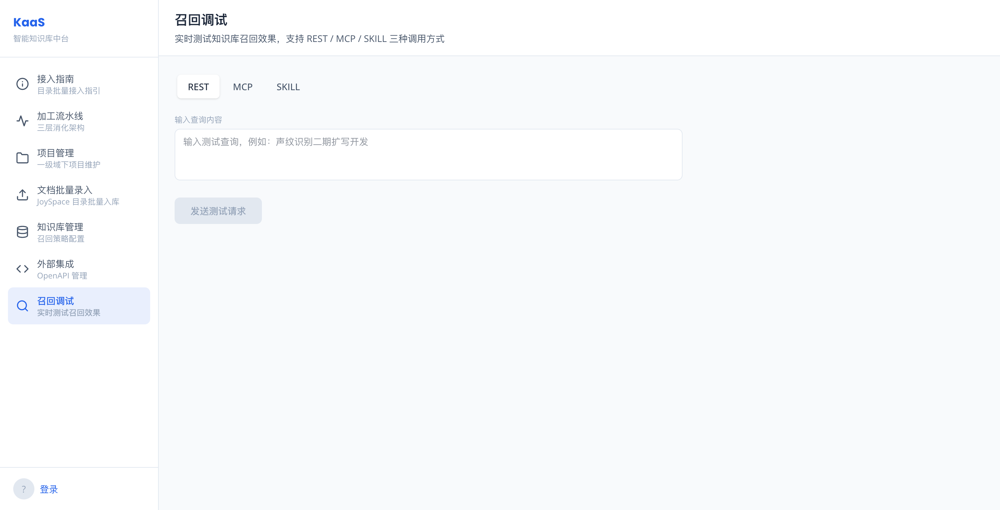 KaaS
智能知识库中台
接入指南
目录批量接入指引
加工流水线
三层消化架构
项目管理
一级域下项目维护
文档批量录入
JoySpace 目录批量入库
知识库管理
召回策略配置
外部集成
OpenAPI 管理
召回调试
实时测试召回效果
? 登录
召回调试
实时测试知识库召回效果，支持 REST / MCP / SKILL 三种调用方式
REST MCP SKILL
输入查询内容
输入测试查询，例如：声纹识别二期扩写开发
发送测试请求